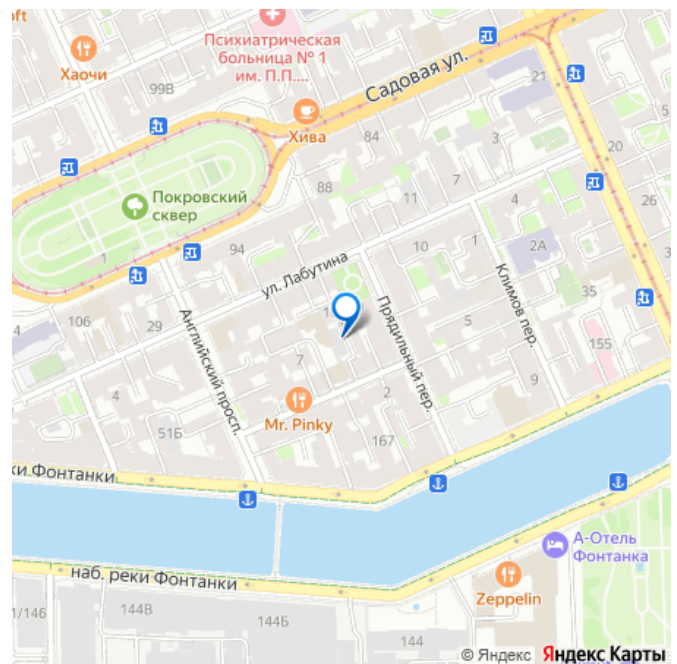 oft
Хаочи
Психиатрическая
больница № 1
им. П.П....
99В
Садовая ул.
21
Хива
84
3
20
7
88
Покровский
сквер
11
4
26
94
1
ул. Лабутина
10
1
2А
Климов пер.
35
106
29
Английский просп.
Прядильный пер.
5
155
7
9
4
Mr. Pinky
2
51Б
167
ки Фонтанки
А-Отель
Фонтанка
наб. реки Фонтанки
Zeppelin
1/146
144В
144Б
144
© Яндекс Яндекс Карты